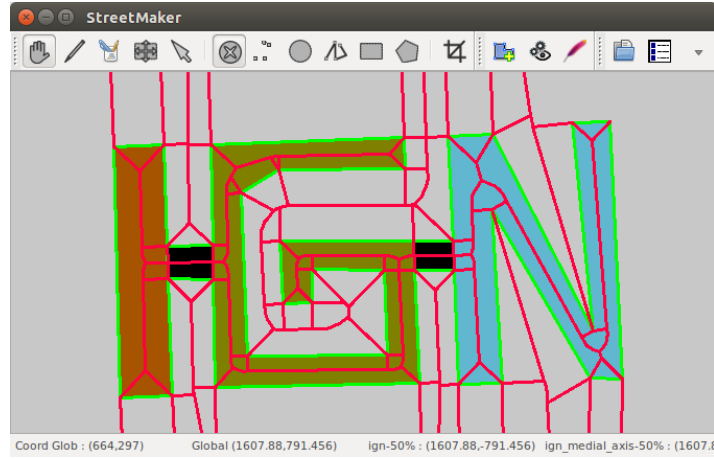 StreetMaker
IGN
Coord Glob : (664,297) Global (1607.88,791.456) ign-50% : (1607.88,-791.456) ign_medial_axis-50% : (1607.8